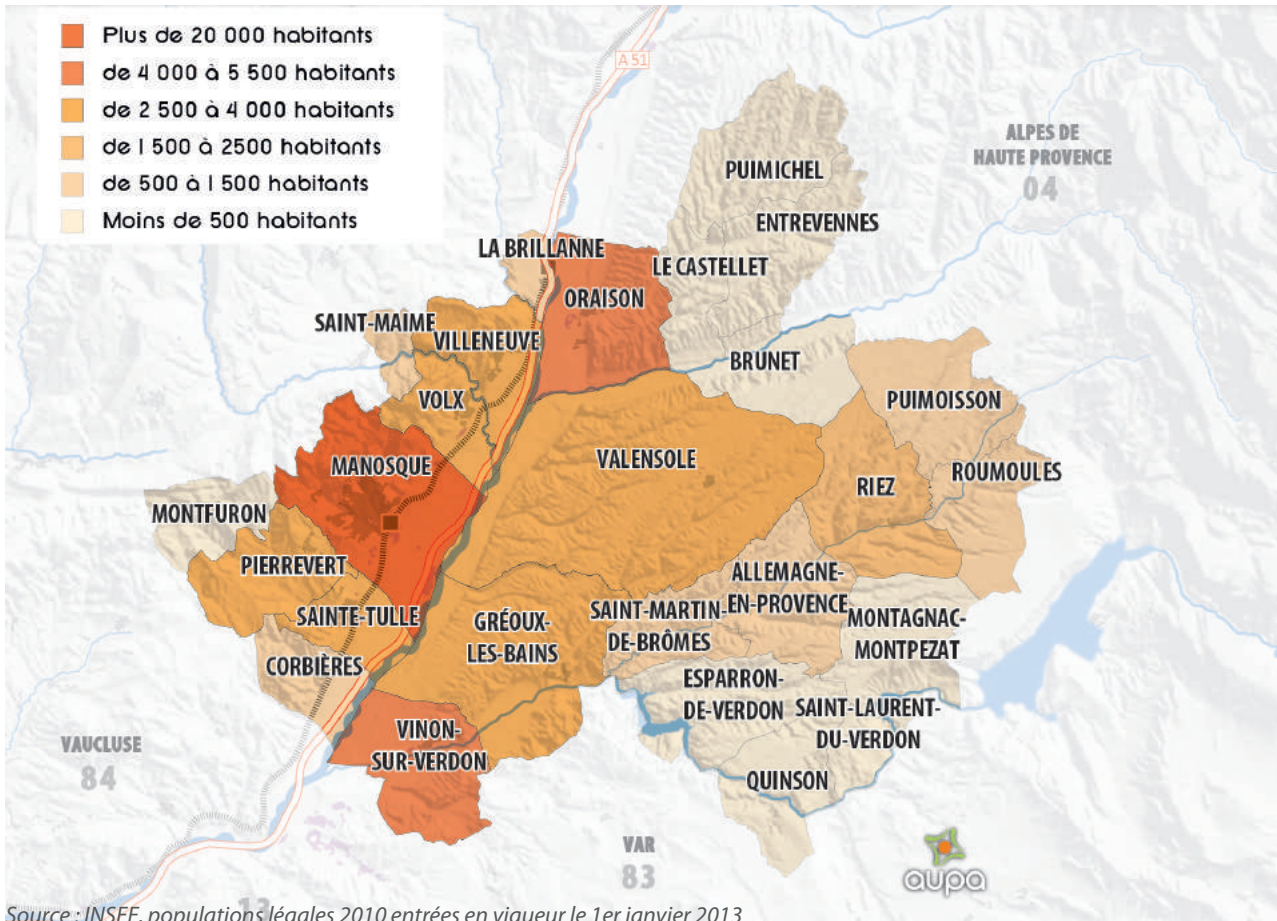 Plus de 20 000 habitants
de 4 000 à 5 500 habitants
de 2 500 à 4 000 habitants
de 1 500 à 2500 habitants
de 500 à 1 500 habitants
Moins de 500 habitants
A 51
ALPES DE
HAUTE PROVENCE
04
PUIMICHEL
ENTREVENNES
LA BRILLANNE
LE CASTELLET
ORAISON
SAINT-MAIME
VILLENEUVE
BRUNET
VOLX
PUIMOISSON
MANOSQUE
VALENSOLE
RIEZ
ROUMOULES
MONTFURON
PIERREVERT
ALLEMAGNE-
EN-PROVENCE
SAINTE-TULLE
GRÉOUX-
LES-BAINS
SAINT-MARTIN-
DE-BRÔMES
MONTAGNAC-
MONTPEZAT
CORBIÈRES
ESPARRON-
DE-VERDON
SAINT-LAURENT-
DU-VERDON
VINON-
SUR-VERDON
QUINSON
VAUCLUSE
84
VAR
83
aupa
13
Source : INSEE, populations légales 2010 entrées en vigueur le 1er janvier 2013